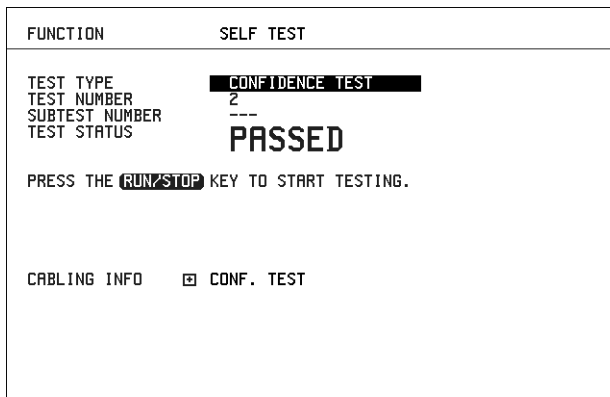 FUNCTION SELF TEST
TEST TYPE CONFIDENCE TEST
TEST NUMBER 2
SUBTEST NUMBER ---
TEST STATUS PASSED
PRESS THE RUN/STOP KEY TO START TESTING.
CABLING INFO + CONF. TEST